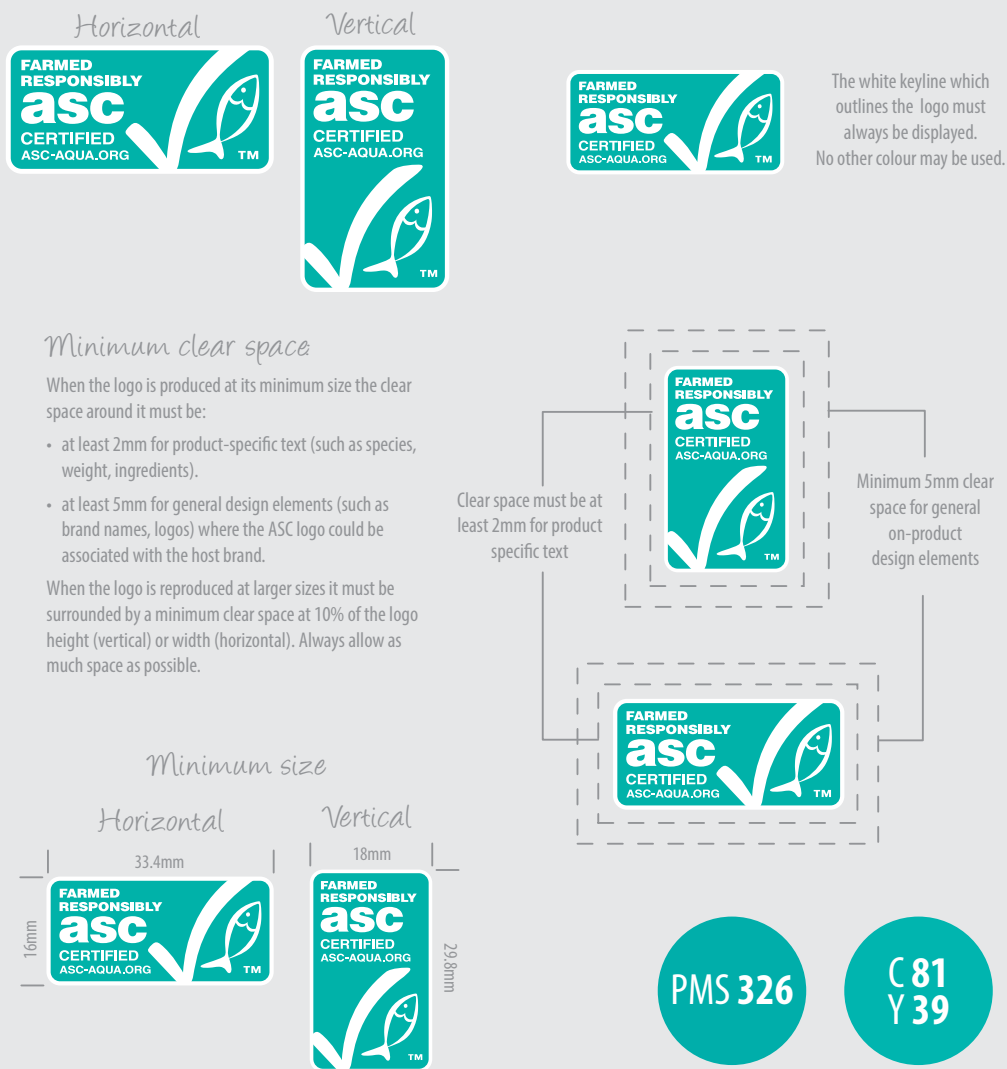 Horizontal
Vertical
FARMED
RESPONSIBLY
asc
CERTIFIED
ASC-AQUA.ORG
TM
FARMED
RESPONSIBLY
asc
CERTIFIED
ASC-AQUA.ORG
TM
FARMED
RESPONSIBLY
asc
CERTIFIED
ASC-AQUA.ORG
TM
The white keyline which
outlines the logo must
always be displayed.
No other colour may be used.
Minimum clear space:
When the logo is produced at its minimum size the clear
space around it must be:
• at least 2mm for product-specific text (such as species,
weight, ingredients).
• at least 5mm for general design elements (such as
brand names, logos) where the ASC logo could be
associated with the host brand.
When the logo is reproduced at larger sizes it must be
surrounded by a minimum clear space at 10% of the logo
height (vertical) or width (horizontal). Always allow as
much space as possible.
Clear space must be at
least 2mm for product
specific text
FARMED
RESPONSIBLY
asc
CERTIFIED
ASC-AQUA.ORG
TM
Minimum 5mm clear
space for general
on-product
design elements
FARMED
RESPONSIBLY
asc
CERTIFIED
ASC-AQUA.ORG
TM
Minimum size
Horizontal
33.4mm
16mm
FARMED
RESPONSIBLY
asc
CERTIFIED
ASC-AQUA.ORG
TM
Vertical
18mm
29.8mm
FARMED
RESPONSIBLY
asc
CERTIFIED
ASC-AQUA.ORG
TM
PMS 326
C 81
Y 39